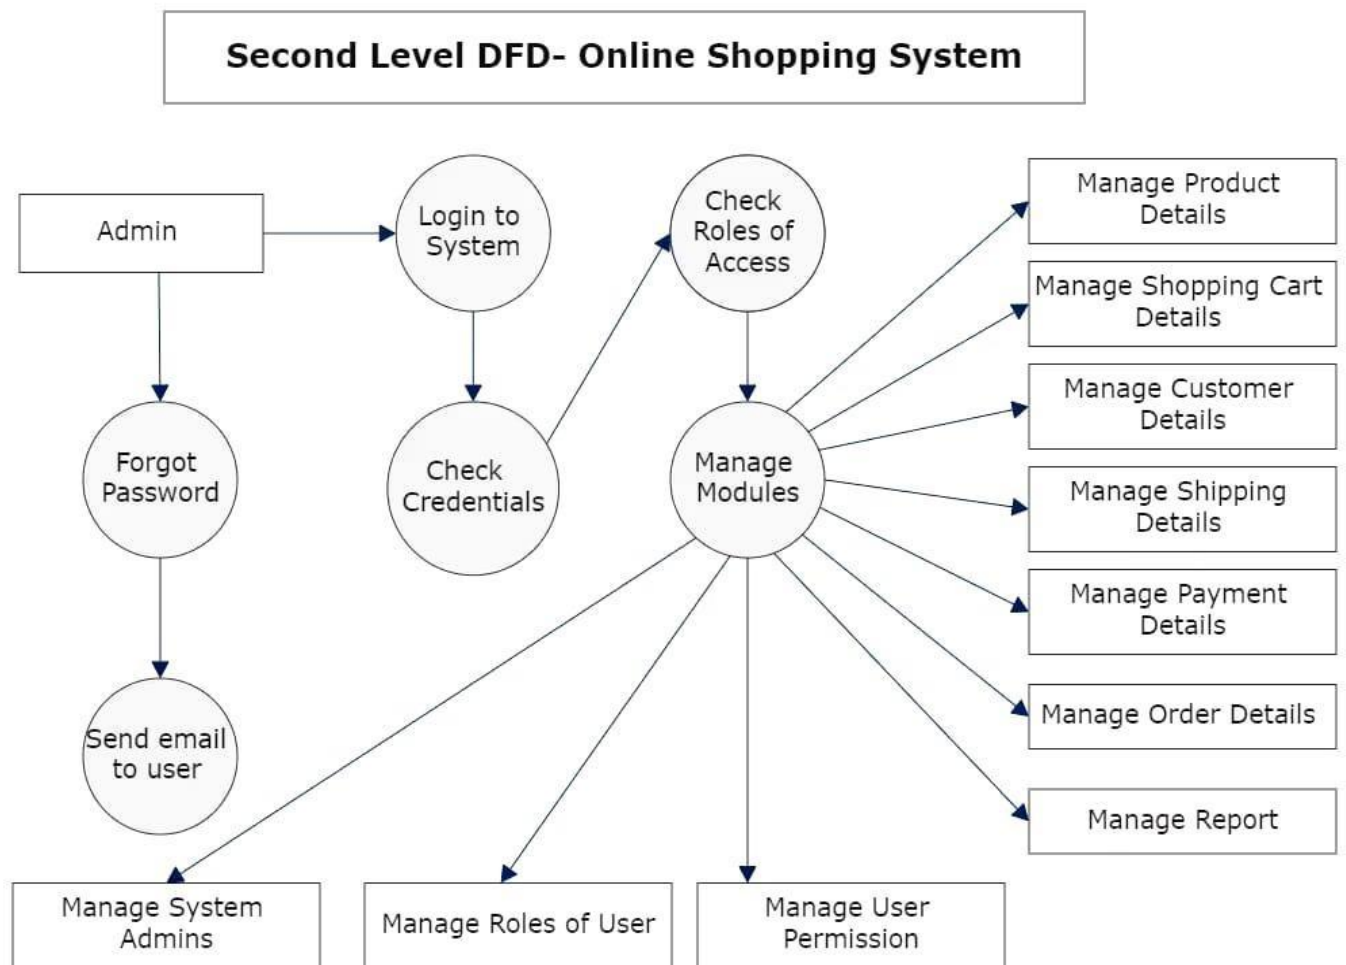 Second Level DFD- Online Shopping System
Admin
Login to
System
Check
Roles of
Access
Manage Product
Details
Manage Shopping Cart
Details
Manage Customer
Details
Forgot
Password
Check
Credentials
Manage
Modules
Manage Shipping
Details
Manage Payment
Details
Manage Order Details
Send email
to user
Manage Report
Manage System
Admins
Manage Roles of User
Manage User
Permission